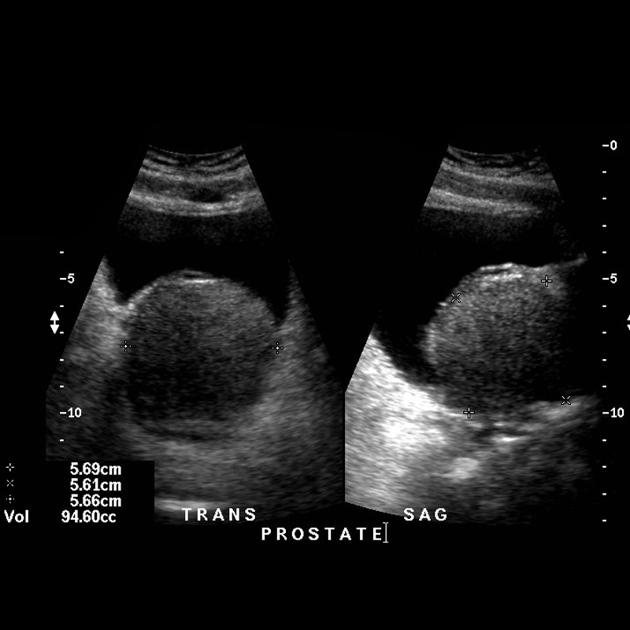 -0
-5
-5
-10
-10
5.69cm
5.61cm
5.66cm
Vol 94.60cc
TRANS SAG
PROSTATE